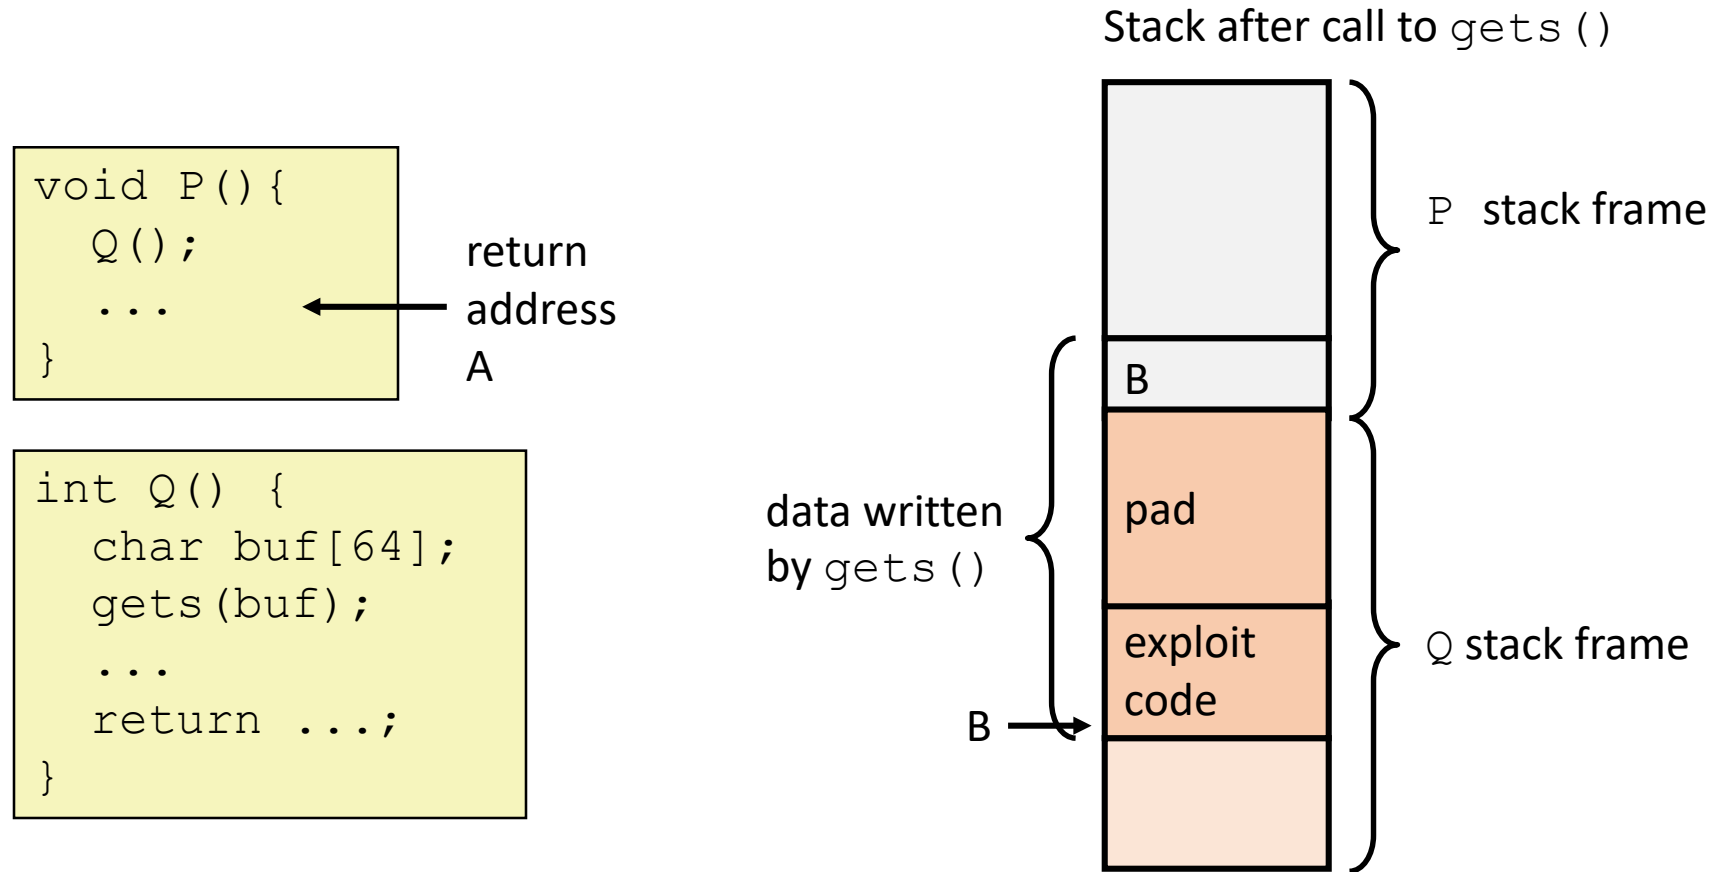 Stack after call to gets()
void P(){
  Q();
  ...
}
return
address
A
int Q() {
  char buf[64];
  gets(buf);
  ...
  return ...;
}
P stack frame
B
data written
by gets()
pad
exploit
code
B
Q stack frame